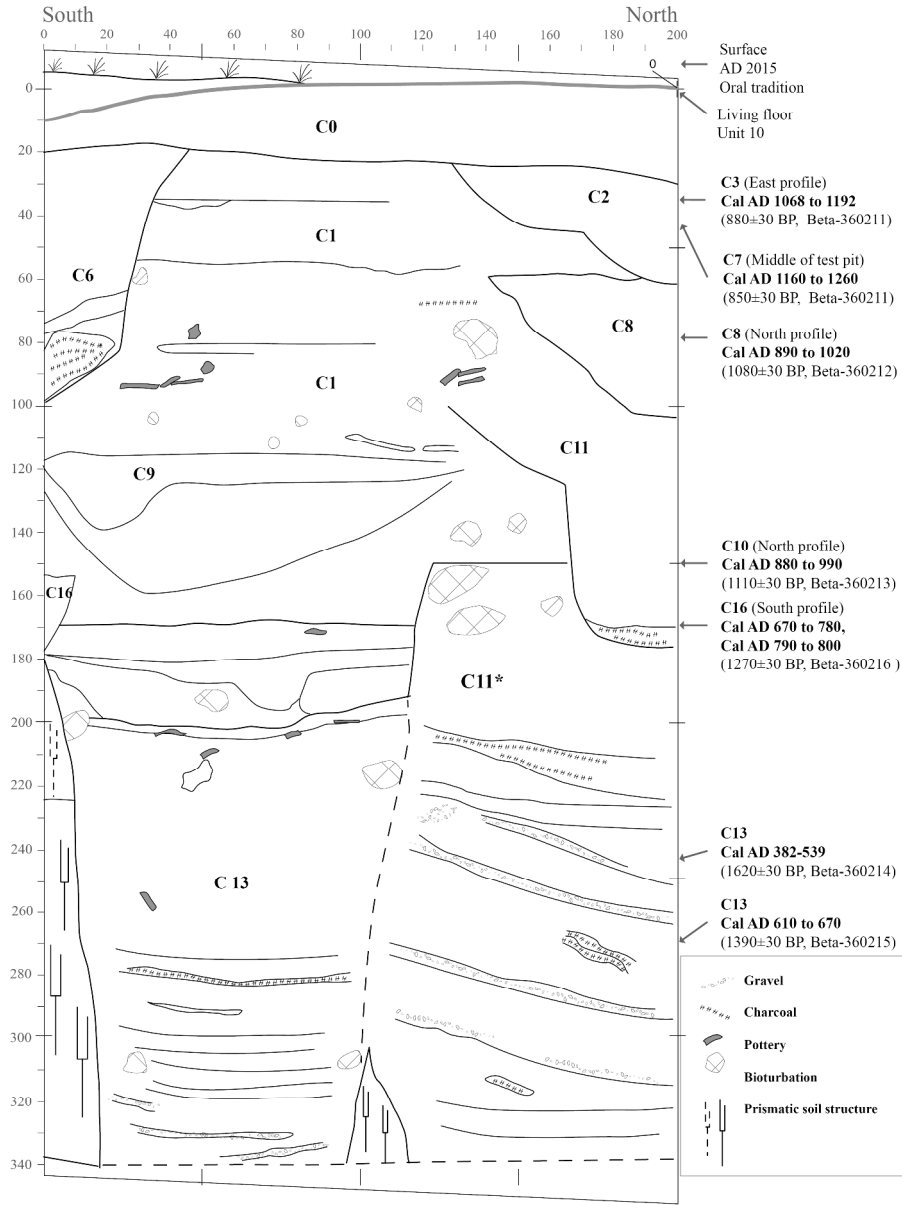 South North
0 20 40 60 80 100 120 140 160 180 200
0
Surface
AD 2015
Oral tradition
Living floor
Unit 10
0
20
40
60
80
100
120
140
160
180
200
220
240
260
280
300
320
340
C0
C2
C1
C6
C8
C1
C11
C9
C16
C11*
C 13
C3 (East profile)
Cal AD 1068 to 1192
(880±30 BP, Beta-360211)
C7 (Middle of test pit)
Cal AD 1160 to 1260
(850±30 BP, Beta-360211)
C8 (North profile)
Cal AD 890 to 1020
(1080±30 BP, Beta-360212)
C10 (North profile)
Cal AD 880 to 990
(1110±30 BP, Beta-360213)
C16 (South profile)
Cal AD 670 to 780,
Cal AD 790 to 800
(1270±30 BP, Beta-360216 )
C13
Cal AD 382-539
(1620±30 BP, Beta-360214)
C13
Cal AD 610 to 670
(1390±30 BP, Beta-360215)
Gravel
Charcoal
Pottery
Bioturbation
Prismatic soil structure